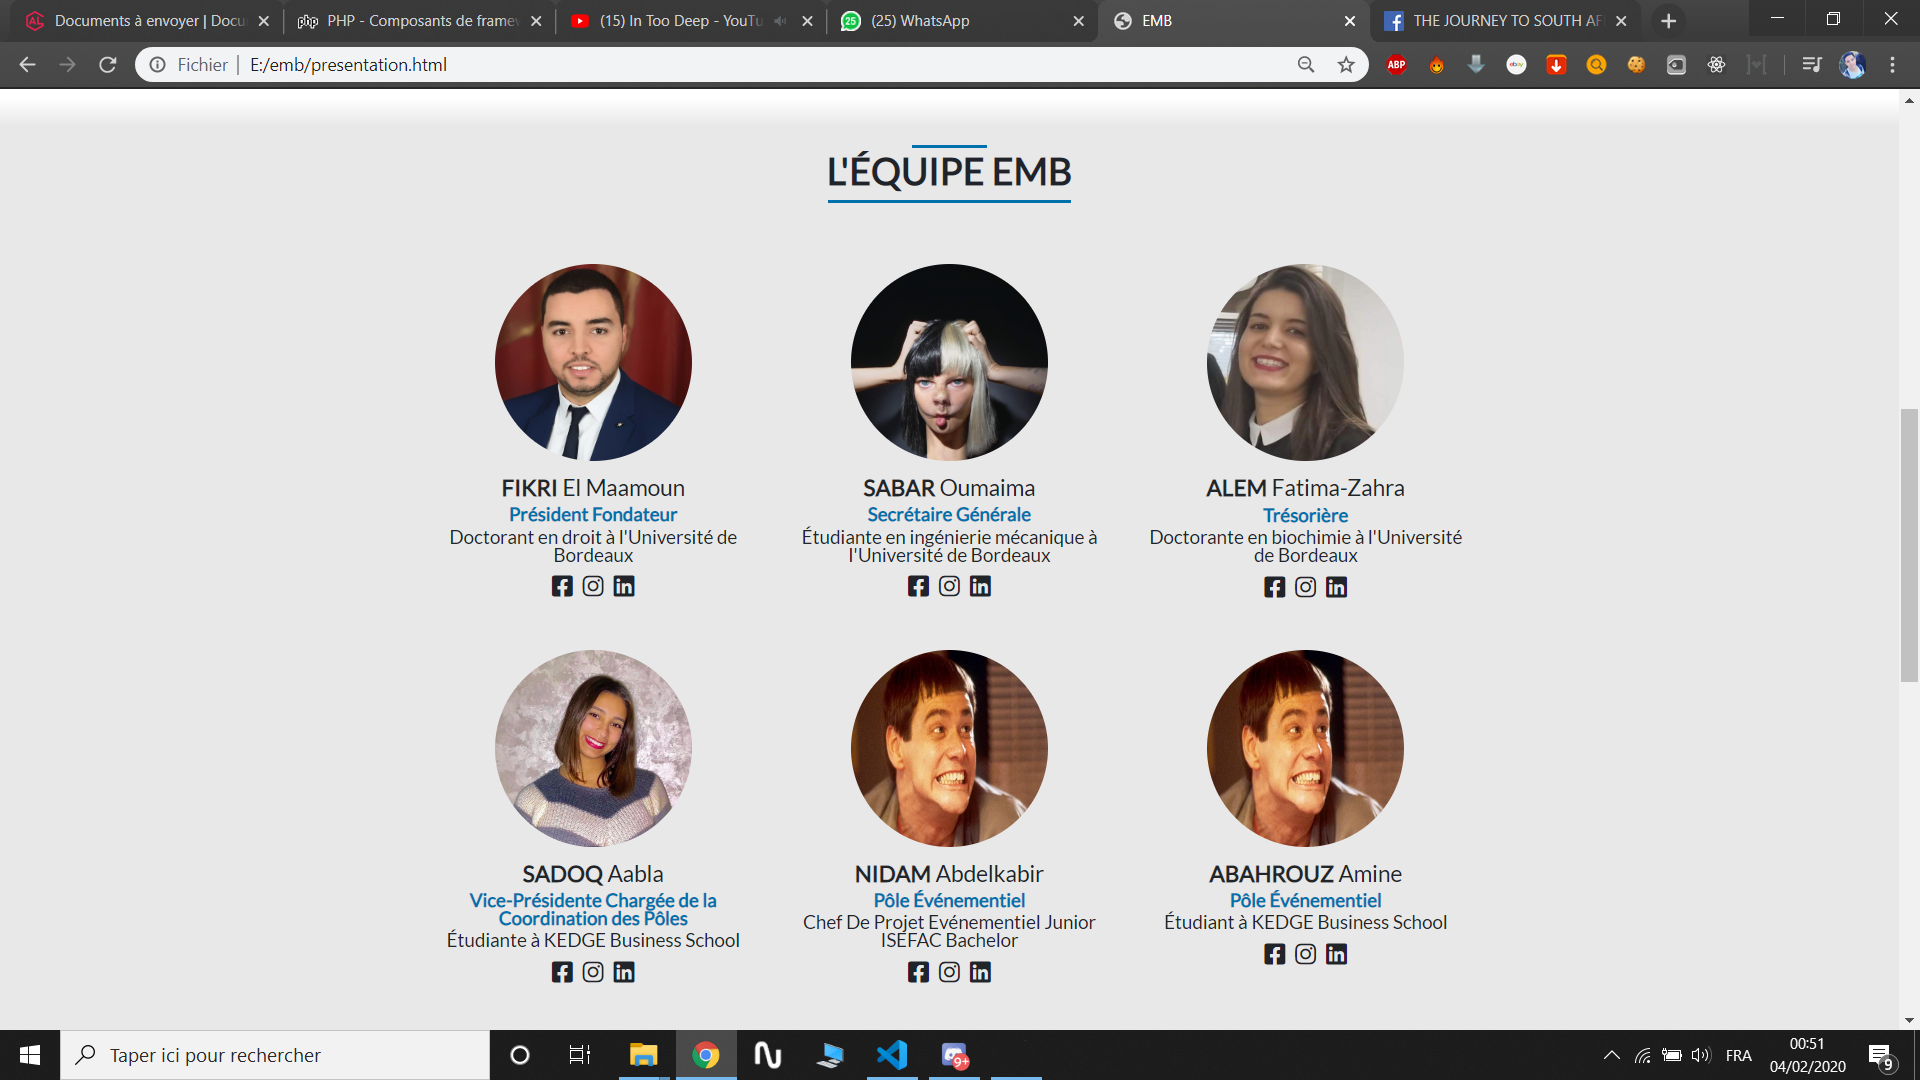 Documents à envoyer | Docu
PHP - Composants de framew
(15) In Too Deep - YouTu
(25) WhatsApp
EMB
THE JOURNEY TO SOUTH AF
Fichier | E:/emb/presentation.html
L'ÉQUIPE EMB
FIKRI El Maamoun
Président Fondateur
Doctorant en droit à l'Université de
Bordeaux
SABAR Oumaima
Secrétaire Générale
Étudiante en ingénierie mécanique à
l'Université de Bordeaux
ALEM Fatima-Zahra
Trésorière
Doctorante en biochimie à l'Université
de Bordeaux
SADOQ Aabla
Vice-Présidente Chargée de la
Coordination des Pôles
Étudiante à KEDGE Business School
NIDAM Abdelkabir
Pôle Événementiel
Chef De Projet Evénementiel Junior
ISEFAC Bachelor
ABAHROUZ Amine
Pôle Événementiel
Étudiant à KEDGE Business School
Taper ici pour rechercher
9+
FRA
00:51
04/02/2020
9